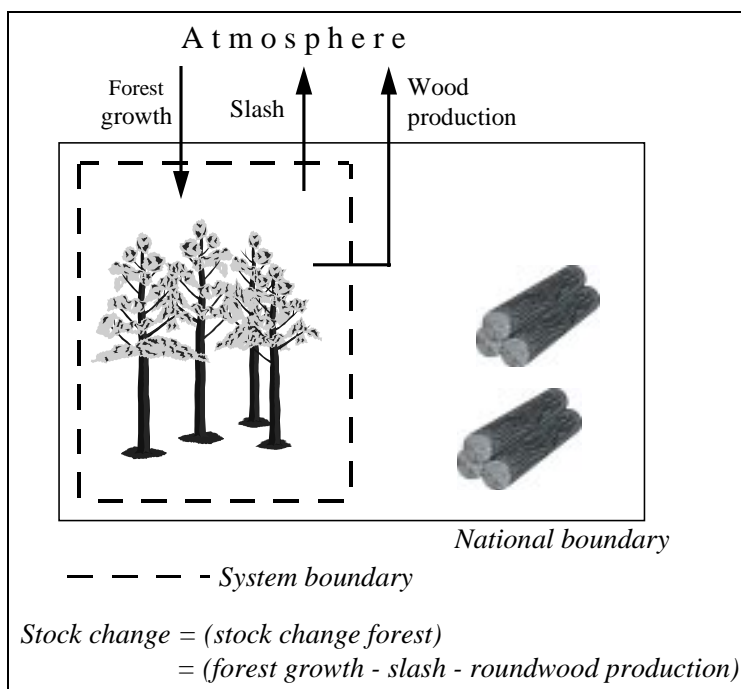 Atmosphere
Forest
growth
Slash
Wood
production
National boundary
System boundary
Stock change = (stock change forest)
= (forest growth - slash - roundwood production)